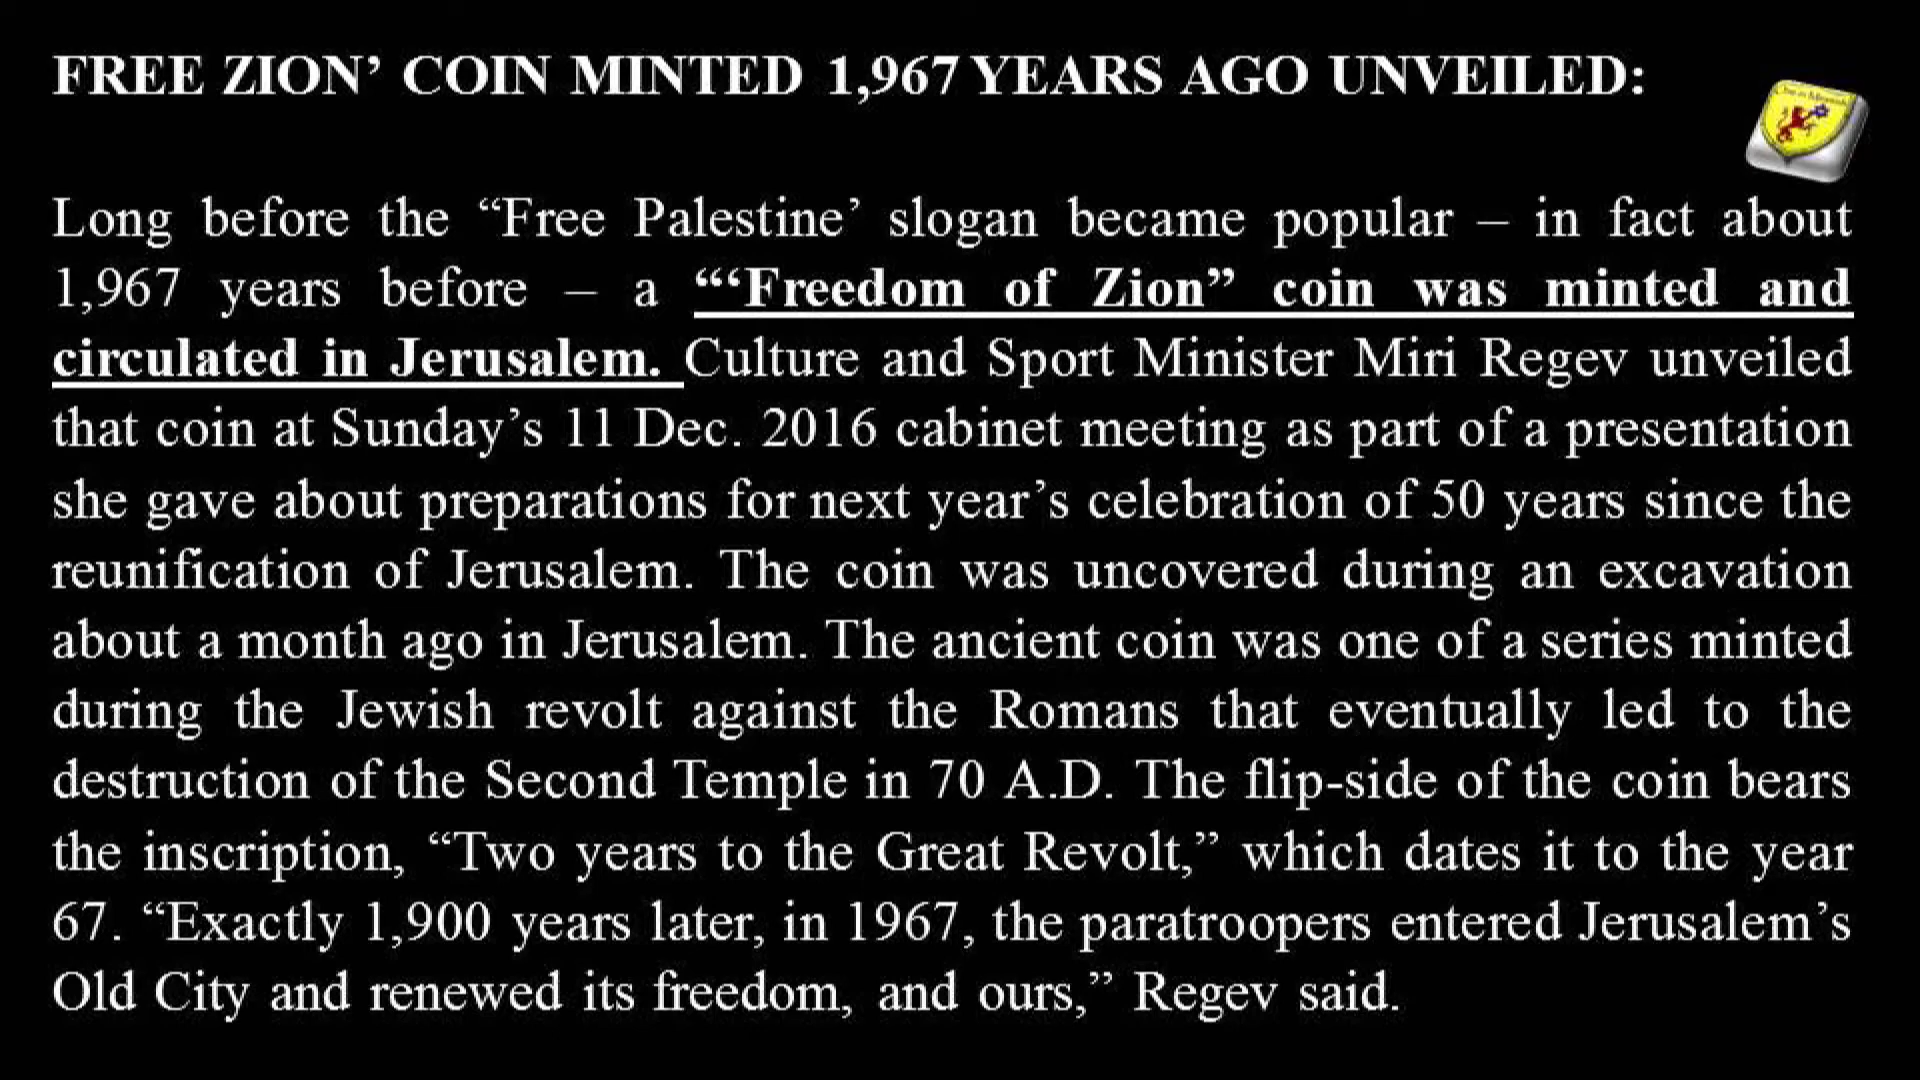 FREE ZION’ COIN MINTED 1,967 YEARS AGO UNVEILED:
Long before the “Free Palestine’ slogan became popular – in fact about
1,967 years before – a “‘Freedom of Zion” coin was minted and
circulated in Jerusalem. Culture and Sport Minister Miri Regev unveiled
that coin at Sunday’s 11 Dec. 2016 cabinet meeting as part of a presentation
she gave about preparations for next year’s celebration of 50 years since the
reunification of Jerusalem. The coin was uncovered during an excavation
about a month ago in Jerusalem. The ancient coin was one of a series minted
during the Jewish revolt against the Romans that eventually led to the
destruction of the Second Temple in 70 A.D. The flip-side of the coin bears
the inscription, “Two years to the Great Revolt,” which dates it to the year
67. “Exactly 1,900 years later, in 1967, the paratroopers entered Jerusalem’s
Old City and renewed its freedom, and ours,” Regev said.